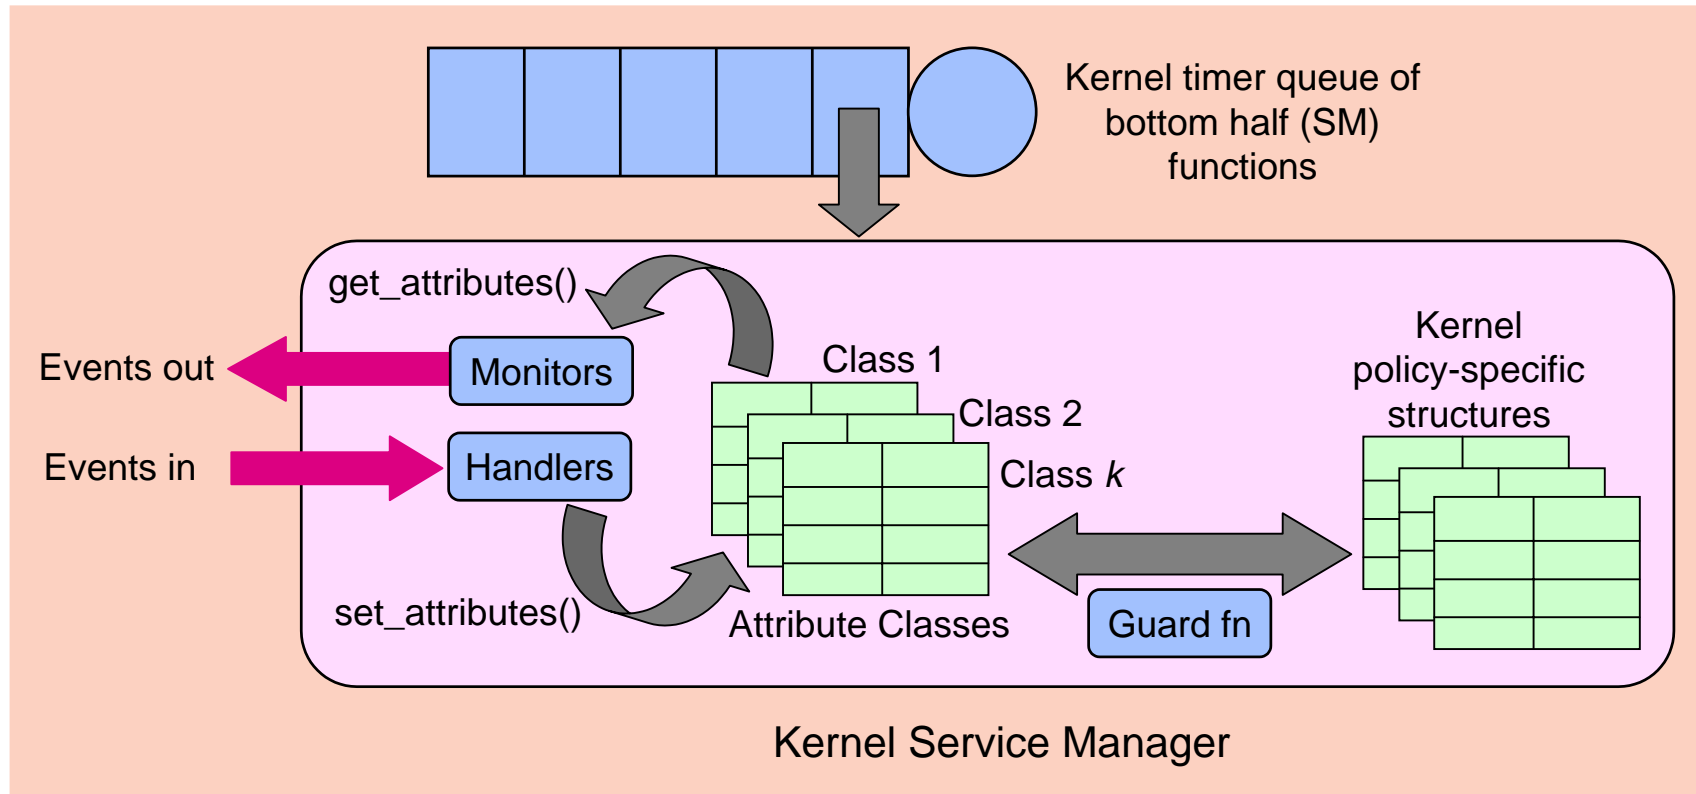 Kernel timer queue of
bottom half (SM)
functions
get_attributes()
Events out
Monitors
Class 1
Class 2
Class k
Kernel
policy-specific
structures
Events in
Handlers
set_attributes()
Attribute Classes
Guard fn
Kernel Service Manager